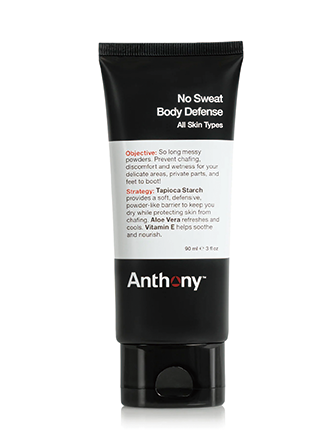 No Sweat
Body Defense
All Skin Types
Objective: So long messy
powders. Prevent chafing,
discomfort and wetness for your
delicate areas, private parts, and
feet to boot!
Strategy: Tapioca Starch
provides a soft, defensive,
powder-like barrier to keep you
dry while protecting skin from
chafing. Aloe Vera refreshes and
cools. Vitamin E helps soothe
and nourish.
90 ml ℮ 3 fl oz
Anthony™